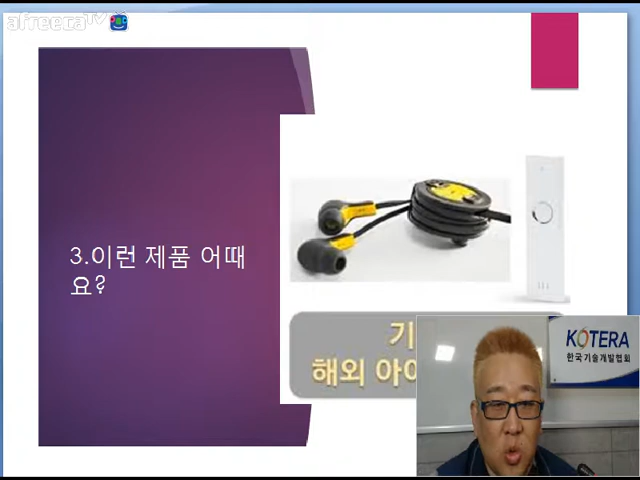 afreecaTV
3.이런 제품 어때
요?
기
해외 아이
KOTERA
한국기술개발협회